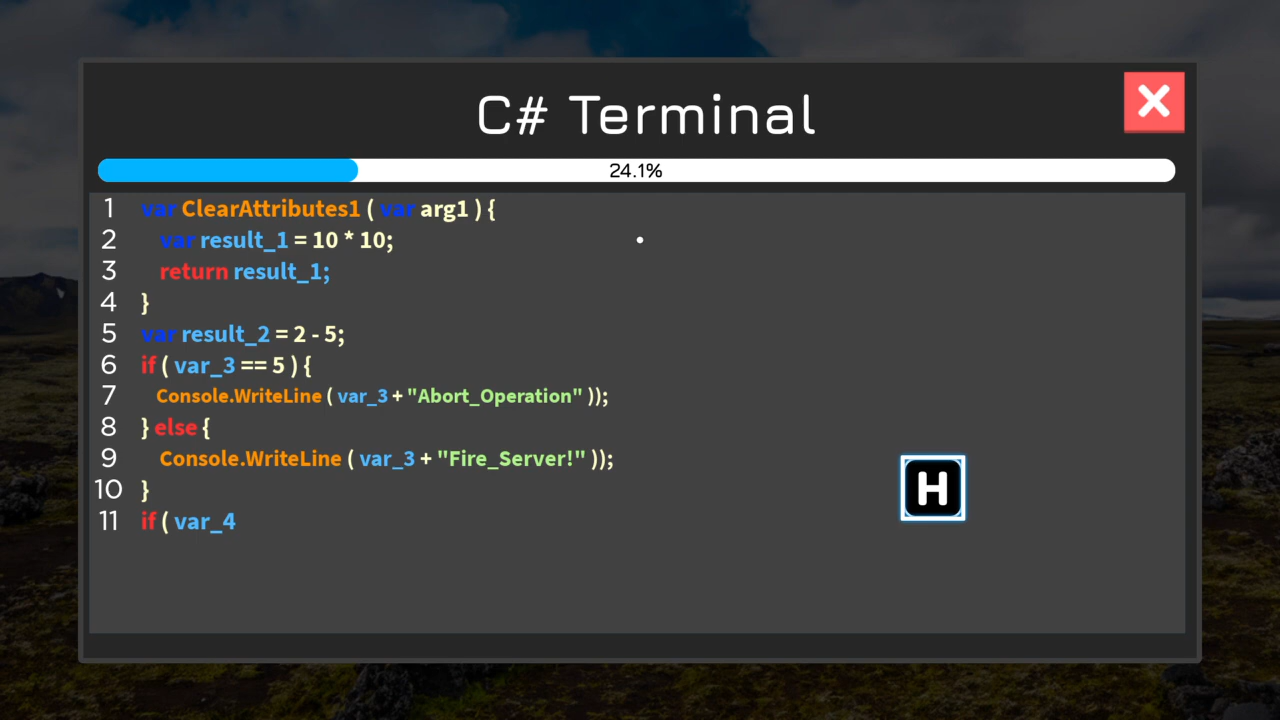 C# Terminal
24.1%
1 var ClearAttributes1 ( var arg1 ) {
2 var result_1 = 10 * 10;
3 return result_1;
4 }
5 var result_2 = 2 - 5;
6 if ( var_3 == 5 ) {
7 Console.WriteLine ( var_3 + "Abort_Operation" ));
8 } else {
9 Console.WriteLine ( var_3 + "Fire_Server!" ));
10 }
11 if ( var_4
H